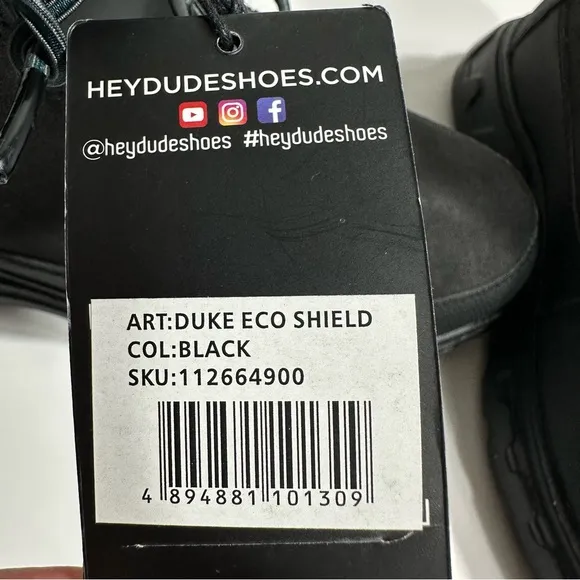 HEYDUDESHOES.COM
@heydudeshoes #heydudeshoes
ART:DUKE ECO SHIELD
COL:BLACK
SKU:112664900
4 894881 101309